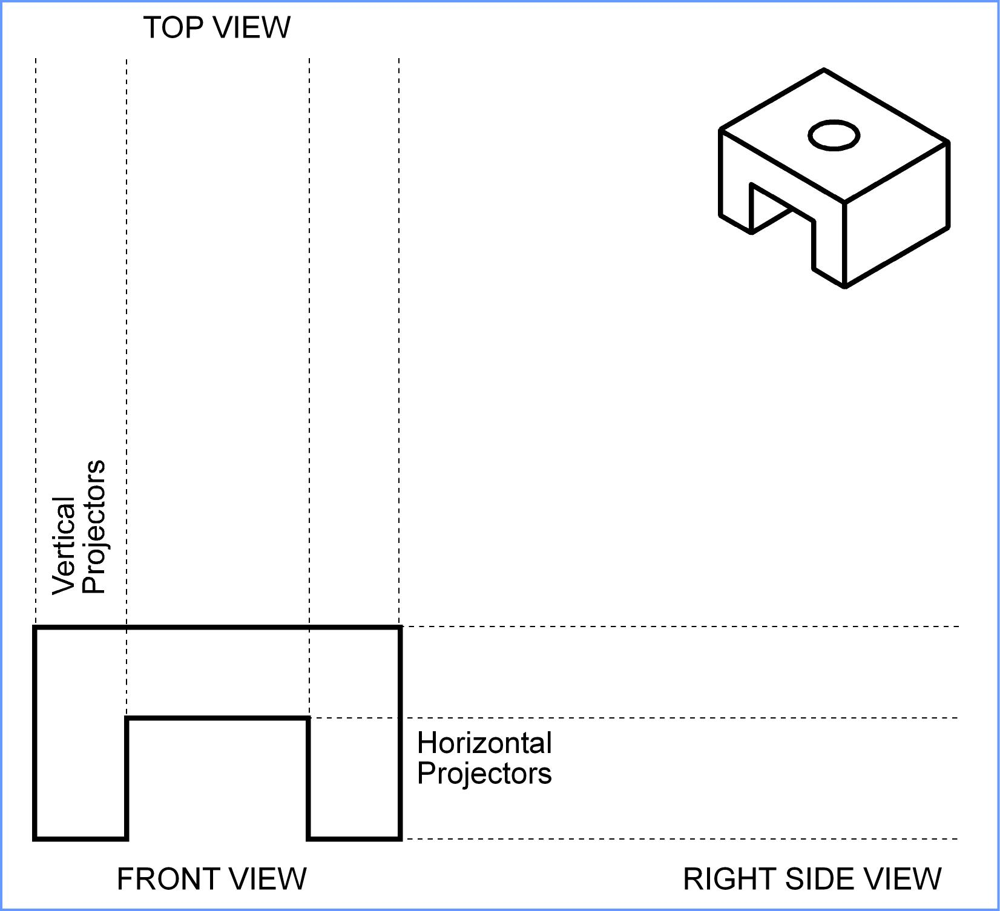 TOP VIEW
Vertical
Projectors
Horizontal
Projectors
FRONT VIEW
RIGHT SIDE VIEW